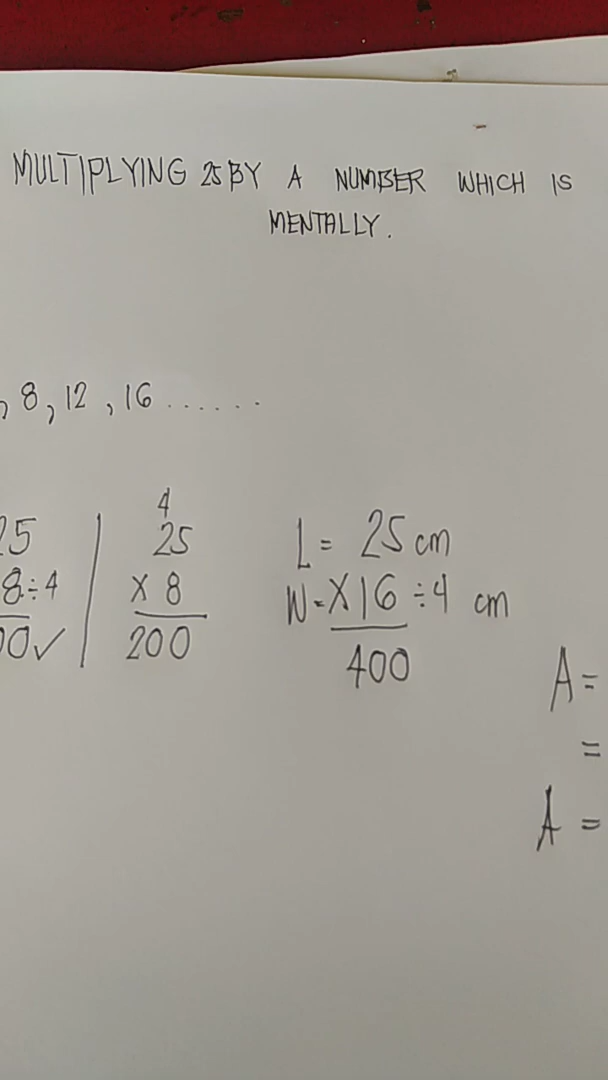 MULTIPLYING 25 BY A NUMBER WHICH IS
MENTALLY.
, 8, 12, 16 .......
4
25
25
L = 25 cm
8 ÷ 4
X 8
W = X 16 ÷ 4 cm
00 ✓
200
400
A =
=
A =